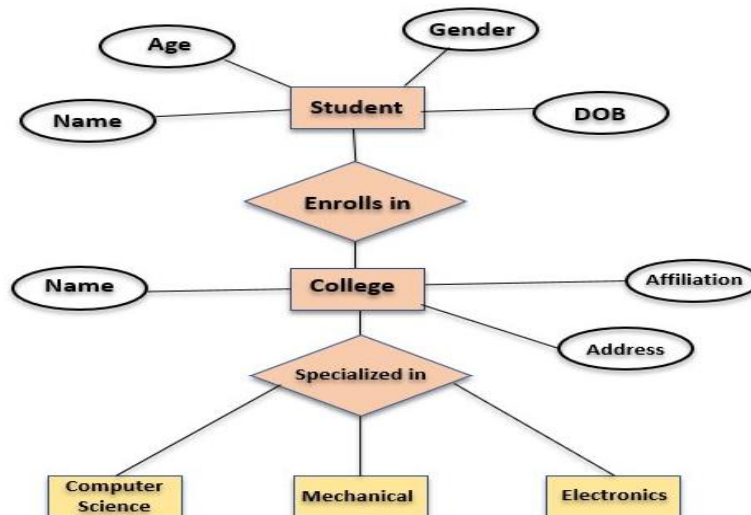 Age
Gender
Name
Student
DOB
Enrolls in
Name
College
Affiliation
Address
Specialized in
Computer
Science
Mechanical
Electronics